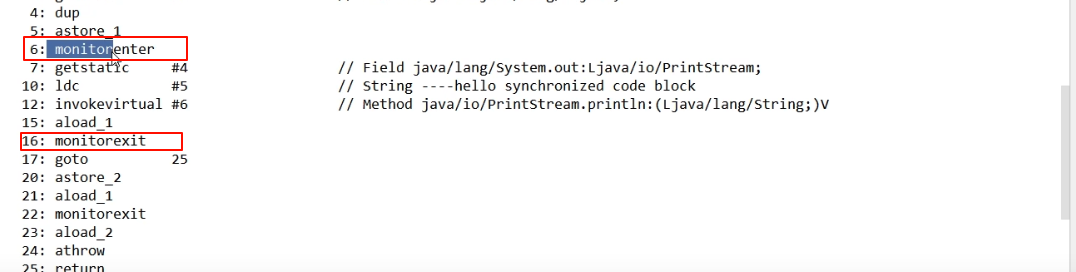 4: dup
5: astore_1
6: monitorenter
7: getstatic #4 // Field java/lang/System.out:Ljava/io/PrintStream;
10: ldc #5 // String ----hello synchronized code block
12: invokevirtual #6 // Method java/io/PrintStream.println:(Ljava/lang/String;)V
15: aload_1
16: monitorexit
17: goto 25
20: astore_2
21: aload_1
22: monitorexit
23: aload_2
24: athrow
25: return